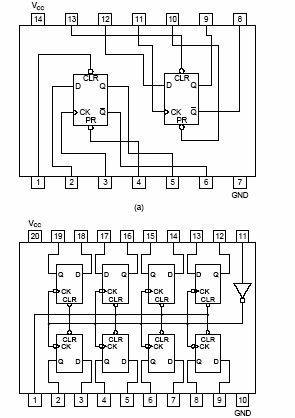 VCC
14 13 12 11 10 9 8
CLR CLR
D Q D Q
CK Q CK Q
PR PR
1 2 3 4 5 6 7
GND
(a)
VCC
20 19 18 17 16 15 14 13 12 11
Q D Q D Q D Q D
CK CK CK CK
CLR CLR CLR CLR
CLR CLR CLR CLR
CK CK CK CK
Q D Q D Q D Q D
1 2 3 4 5 6 7 8 9 10
GND